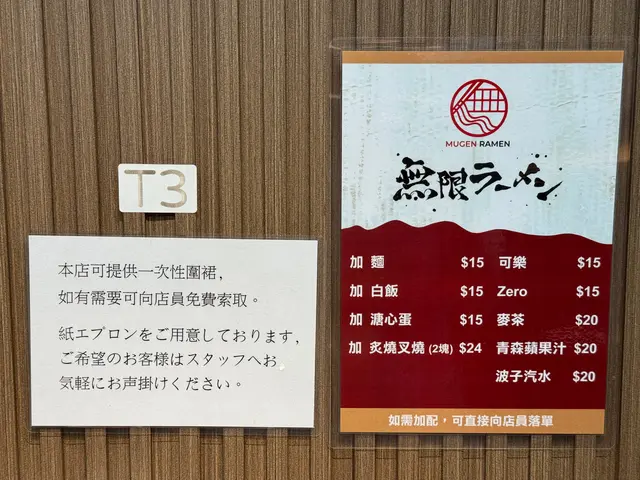 T3
本店可提供一次性圍裙,
如有需要可向店員免費索取。
紙エプロンをご用意しております,
ご希望のお客様はスタッフへお
気軽にお声掛けください。
MUGEN RAMEN
無限ラーメン
加 麵 $15
加 白飯 $15
加 溏心蛋 $15
加 炙燒叉燒 (2塊) $24
可樂 $15
Zero $15
麥茶 $20
青森蘋果汁 $20
波子汽水 $20
如需加配，可直接向店員落單